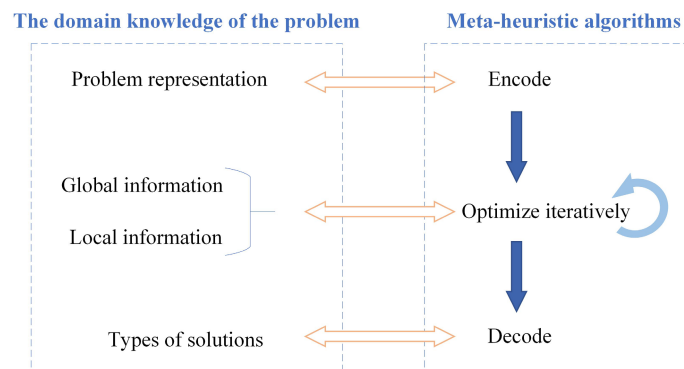 The domain knowledge of the problem
Meta-heuristic algorithms
Problem representation
Encode
Global information
Local information
Optimize iteratively
Types of solutions
Decode